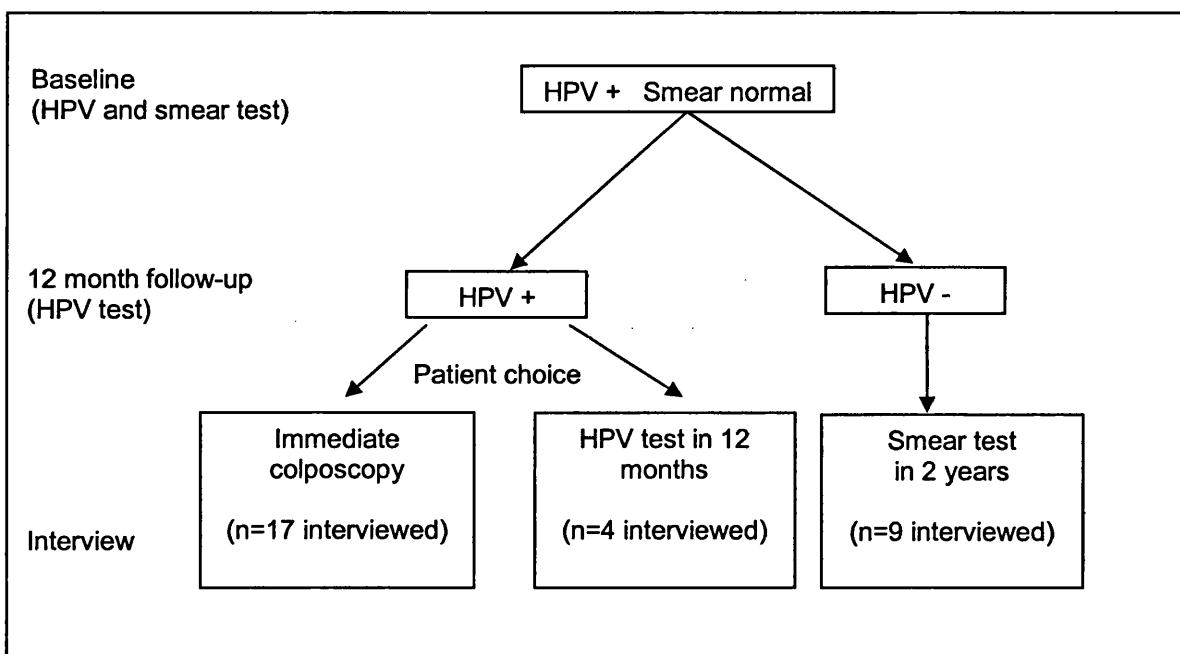 Baseline
(HPV and smear test)
HPV + Smear normal
12 month follow-up
(HPV test)
HPV +
HPV -
Patient choice
Immediate
colposcopy
(n=17 interviewed)
HPV test in 12
months
(n=4 interviewed)
Smear test
in 2 years
(n=9 interviewed)
Interview